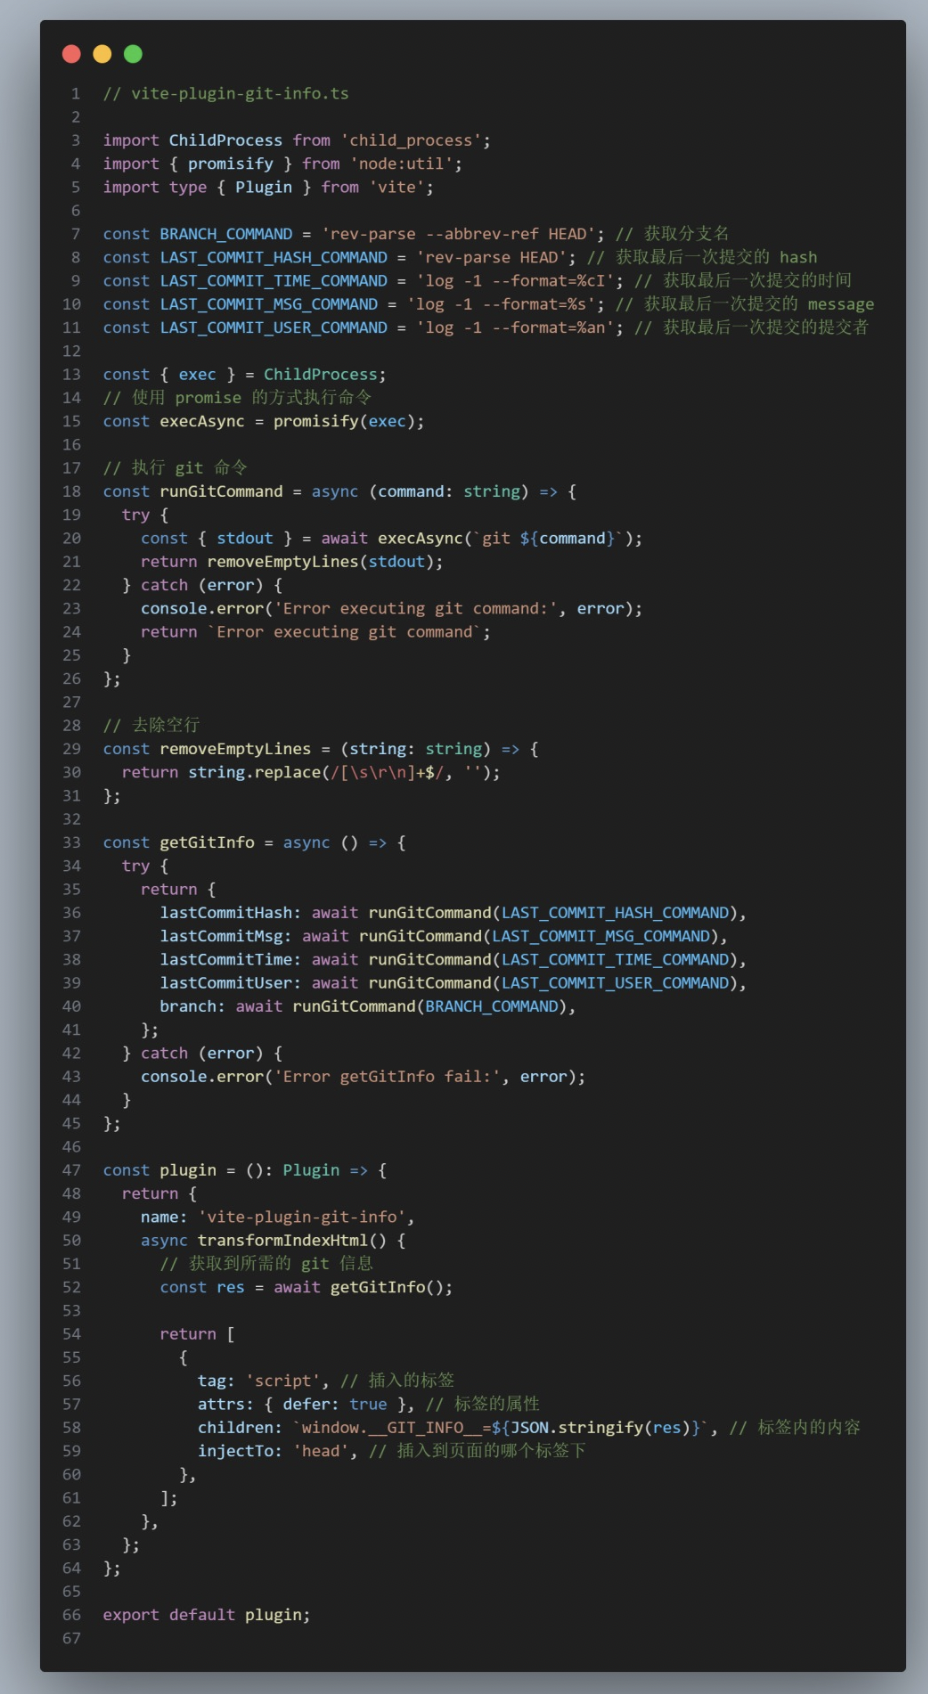 1 // vite-plugin-git-info.ts
2
3 import ChildProcess from 'child_process';
4 import { promisify } from 'node:util';
5 import type { Plugin } from 'vite';
6
7 const BRANCH_COMMAND = 'rev-parse --abbrev-ref HEAD'; // 获取分支名
8 const LAST_COMMIT_HASH_COMMAND = 'rev-parse HEAD'; // 获取最后一次提交的 hash
9 const LAST_COMMIT_TIME_COMMAND = 'log -1 --format=%cI'; // 获取最后一次提交的时间
10 const LAST_COMMIT_MSG_COMMAND = 'log -1 --format=%s'; // 获取最后一次提交的 message
11 const LAST_COMMIT_USER_COMMAND = 'log -1 --format=%an'; // 获取最后一次提交的提交者
12
13 const { exec } = ChildProcess;
14 // 使用 promise 的方式执行命令
15 const execAsync = promisify(exec);
16
17 // 执行 git 命令
18 const runGitCommand = async (command: string) => {
19   try {
20     const { stdout } = await execAsync(`git ${command}`);
21     return removeEmptyLines(stdout);
22   } catch (error) {
23     console.error('Error executing git command:', error);
24     return `Error executing git command`;
25   }
26 };
27
28 // 去除空行
29 const removeEmptyLines = (string: string) => {
30   return string.replace(/[\s\r\n]+$/, '');
31 };
32
33 const getGitInfo = async () => {
34   try {
35     return {
36       lastCommitHash: await runGitCommand(LAST_COMMIT_HASH_COMMAND),
37       lastCommitMsg: await runGitCommand(LAST_COMMIT_MSG_COMMAND),
38       lastCommitTime: await runGitCommand(LAST_COMMIT_TIME_COMMAND),
39       lastCommitUser: await runGitCommand(LAST_COMMIT_USER_COMMAND),
40       branch: await runGitCommand(BRANCH_COMMAND),
41     };
42   } catch (error) {
43     console.error('Error getGitInfo fail:', error);
44   }
45 };
46
47 const plugin = (): Plugin => {
48   return {
49     name: 'vite-plugin-git-info',
50     async transformIndexHtml() {
51       // 获取到所需的 git 信息
52       const res = await getGitInfo();
53
54       return [
55         {
56           tag: 'script', // 插入的标签
57           attrs: { defer: true }, // 标签的属性
58           children: `window.__GIT_INFO__=${JSON.stringify(res)}`, // 标签内的内容
59           injectTo: 'head', // 插入到页面的哪个标签下
60         },
61       ];
62     },
63   };
64 };
65
66 export default plugin;
67